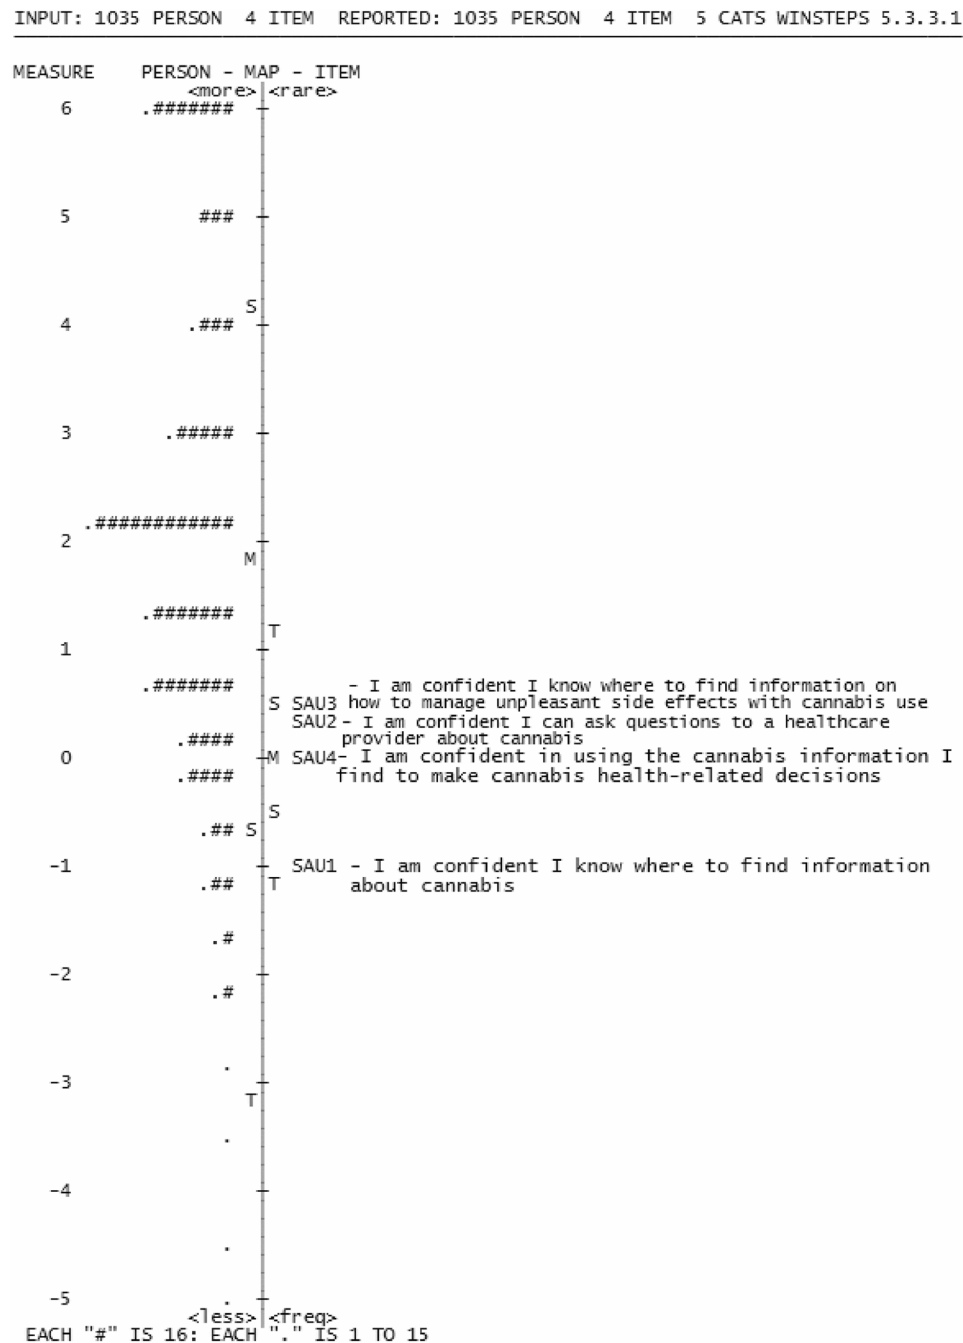 INPUT: 1035 PERSON 4 ITEM REPORTED: 1035 PERSON 4 ITEM 5 CATS WINSTEPS 5.3.3.1
MEASURE PERSON - MAP - ITEM
<more>|<rare>
6 .#######
5 ###
S
4 .###
3 .#####
.############
2
M
.#######
T
1
.####### - I am confident I know where to find information on
S SAU3 how to manage unpleasant side effects with cannabis use
SAU2 - I am confident I can ask questions to a healthcare
.#### provider about cannabis
0 M SAU4- I am confident in using the cannabis information I
.#### find to make cannabis health-related decisions
S
.## S
-1 SAU1 - I am confident I know where to find information
.## T about cannabis
.#
-2
.#
.
-3
T
.
-4
.
-5 .
<less>|<freq>
EACH "#" IS 16: EACH "." IS 1 TO 15